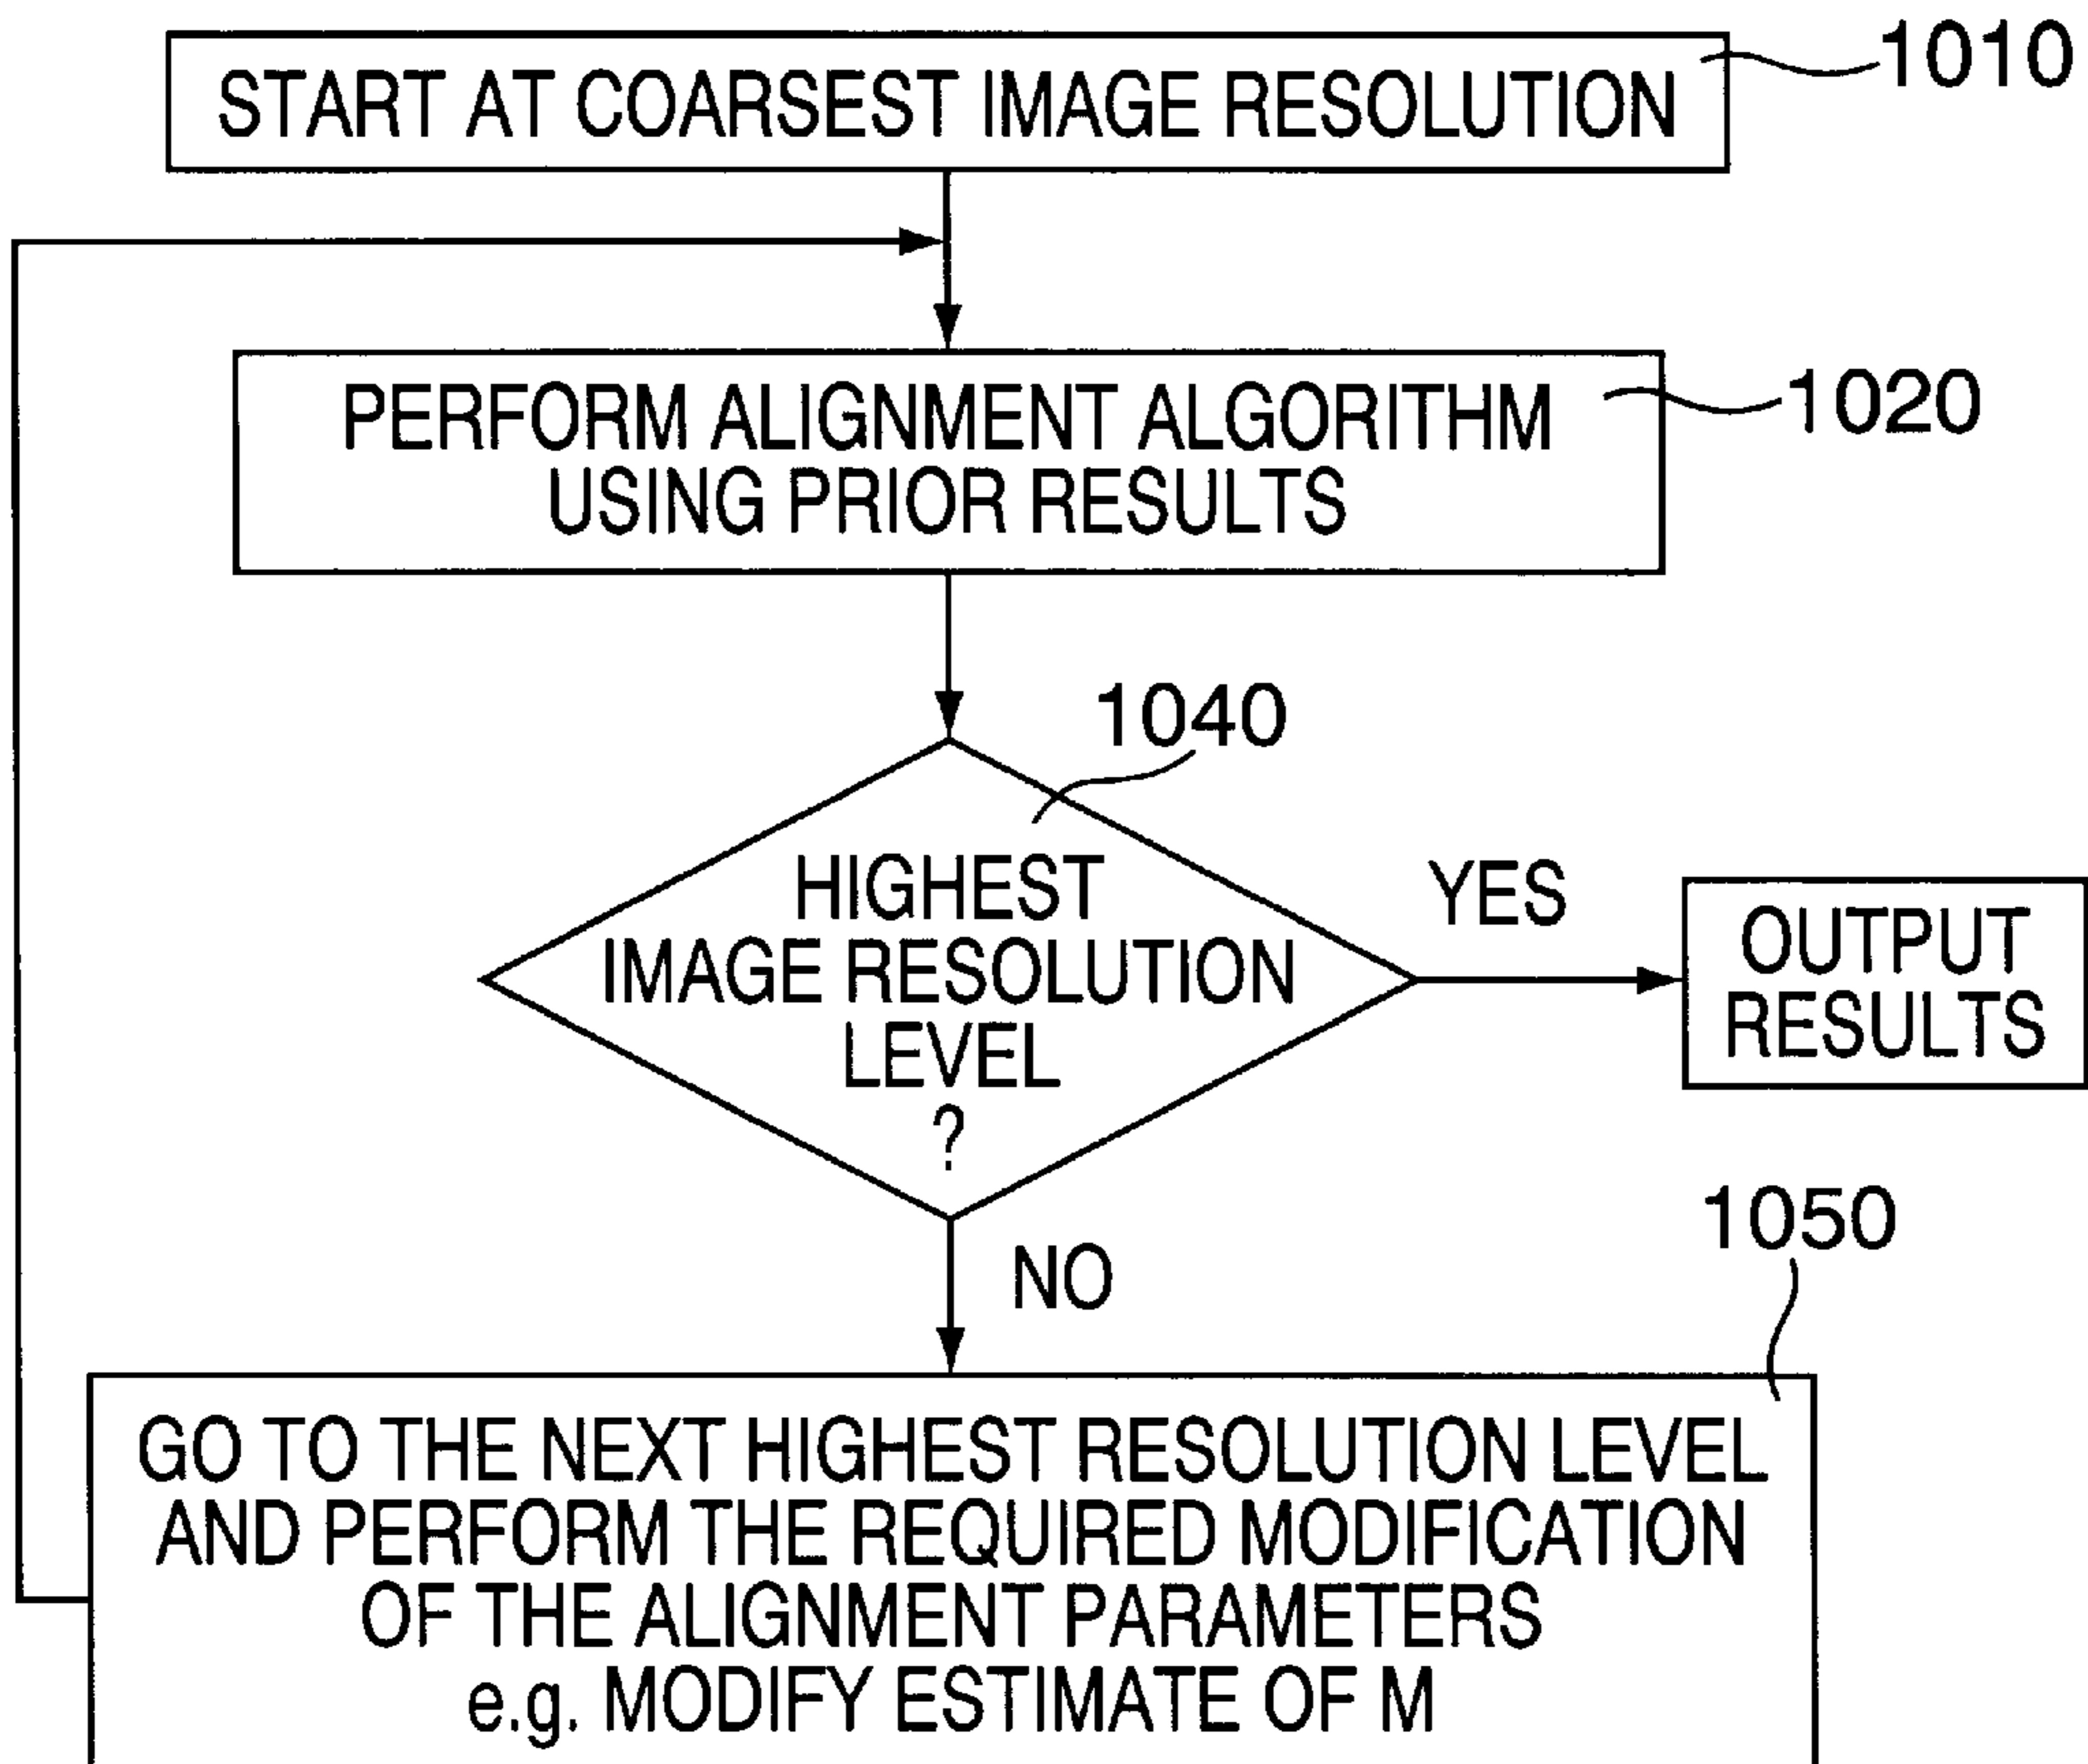 START AT COARSEST IMAGE RESOLUTION
1010
PERFORM ALIGNMENT ALGORITHM
USING PRIOR RESULTS
1020
1040
HIGHEST
IMAGE RESOLUTION
LEVEL
?
YES
OUTPUT
RESULTS
NO
1050
GO TO THE NEXT HIGHEST RESOLUTION LEVEL
AND PERFORM THE REQUIRED MODIFICATION
OF THE ALIGNMENT PARAMETERS
e.g. MODIFY ESTIMATE OF M